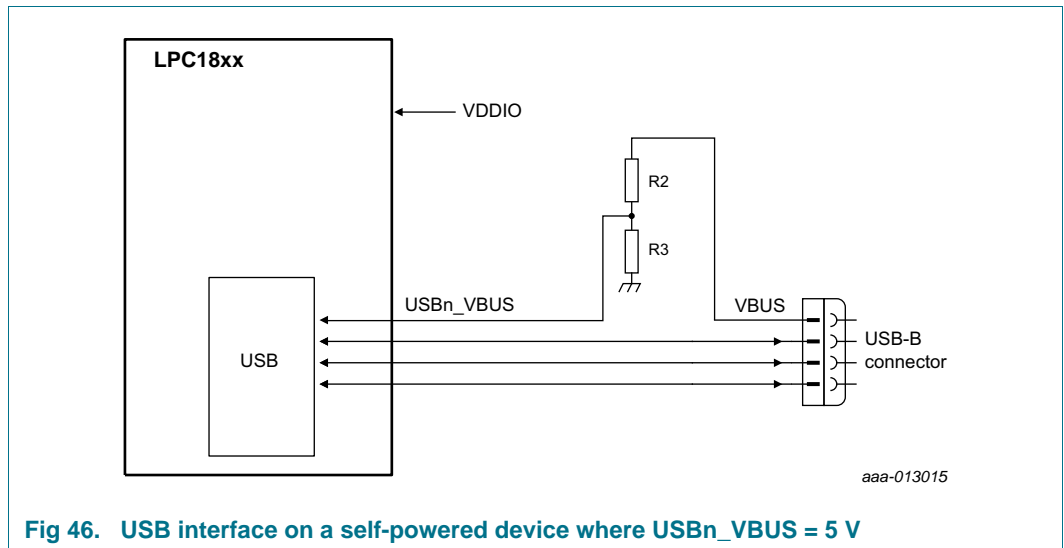 LPC18xx
VDDIO
R2
R3
USBn_VBUS
VBUS
USB
USB-B
connector
aaa-013015
Fig 46. USB interface on a self-powered device where USBn_VBUS = 5 V